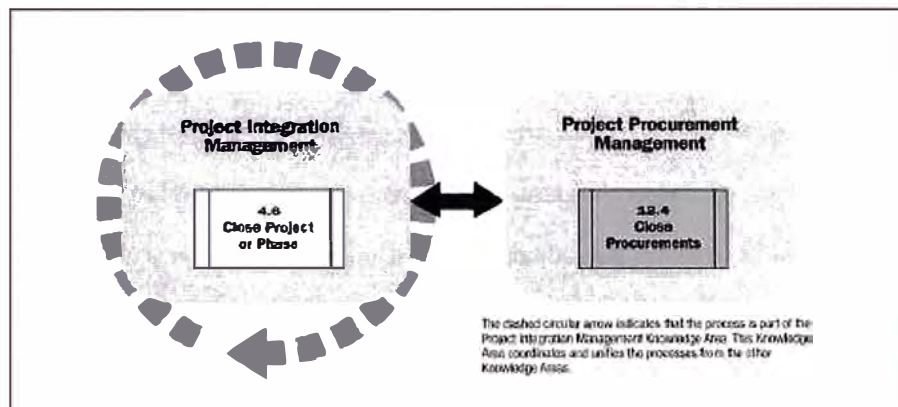 Project Integration
Management
4.6
Close Project
or Phase
Project Procurement
Management
12.4
Close
Procurements
The dashed circular arrow indicates that the process is part of the
Project Integration Management Knowledge Area. This Knowledge
Area coordinates and unifies the processes from the other
Knowledge Areas.